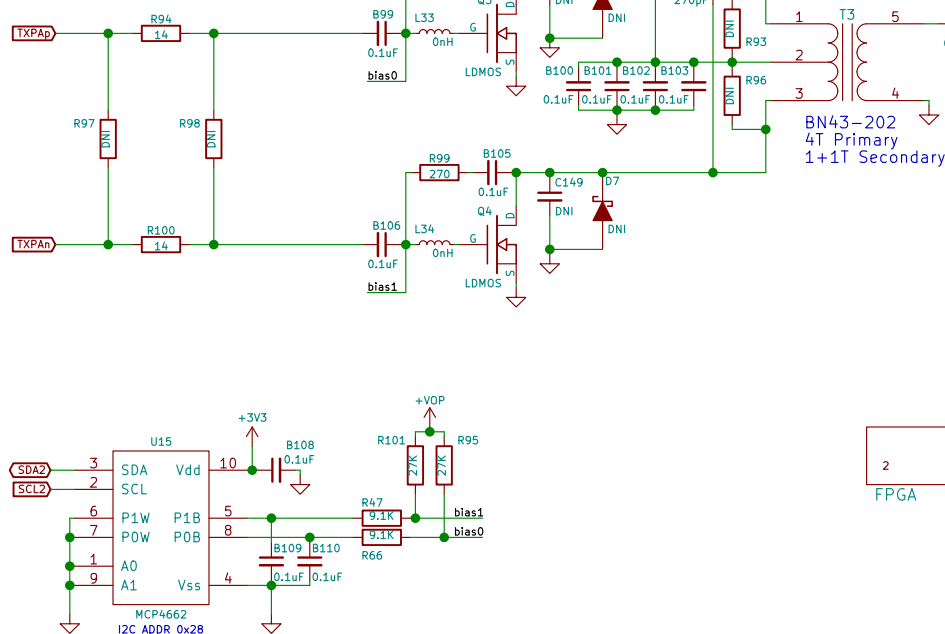 TXPAp
R94
14
B99
0.1uF
bias0
L33
0nH
G
D
S
LDMOS
DNI
DNI
270pF
B100
B101
B102
B103
0.1uF
0.1uF
0.1uF
0.1uF
DNI
R93
DNI
R96
T3
1
2
3
5
4
BN43-202
4T Primary
1+1T Secondary
R97
DNI
R98
DNI
TXPAn
R100
14
R99
270
B105
0.1uF
C149
DNI
D7
DNI
B106
0.1uF
bias1
L34
0nH
Q4
G
D
S
LDMOS
+VOP
R101
27K
R95
27K
+3V3
B108
0.1uF
U15
SDA2
SCL2
3
SDA
Vdd
10
2
SCL
6
P1W
P1B
5
7
P0W
P0B
8
1
A0
9
A1
Vss
4
MCP4662
I2C ADDR 0x28
R47
9.1K
bias1
9.1K
bias0
R66
B109
0.1uF
B110
0.1uF
2
FPGA